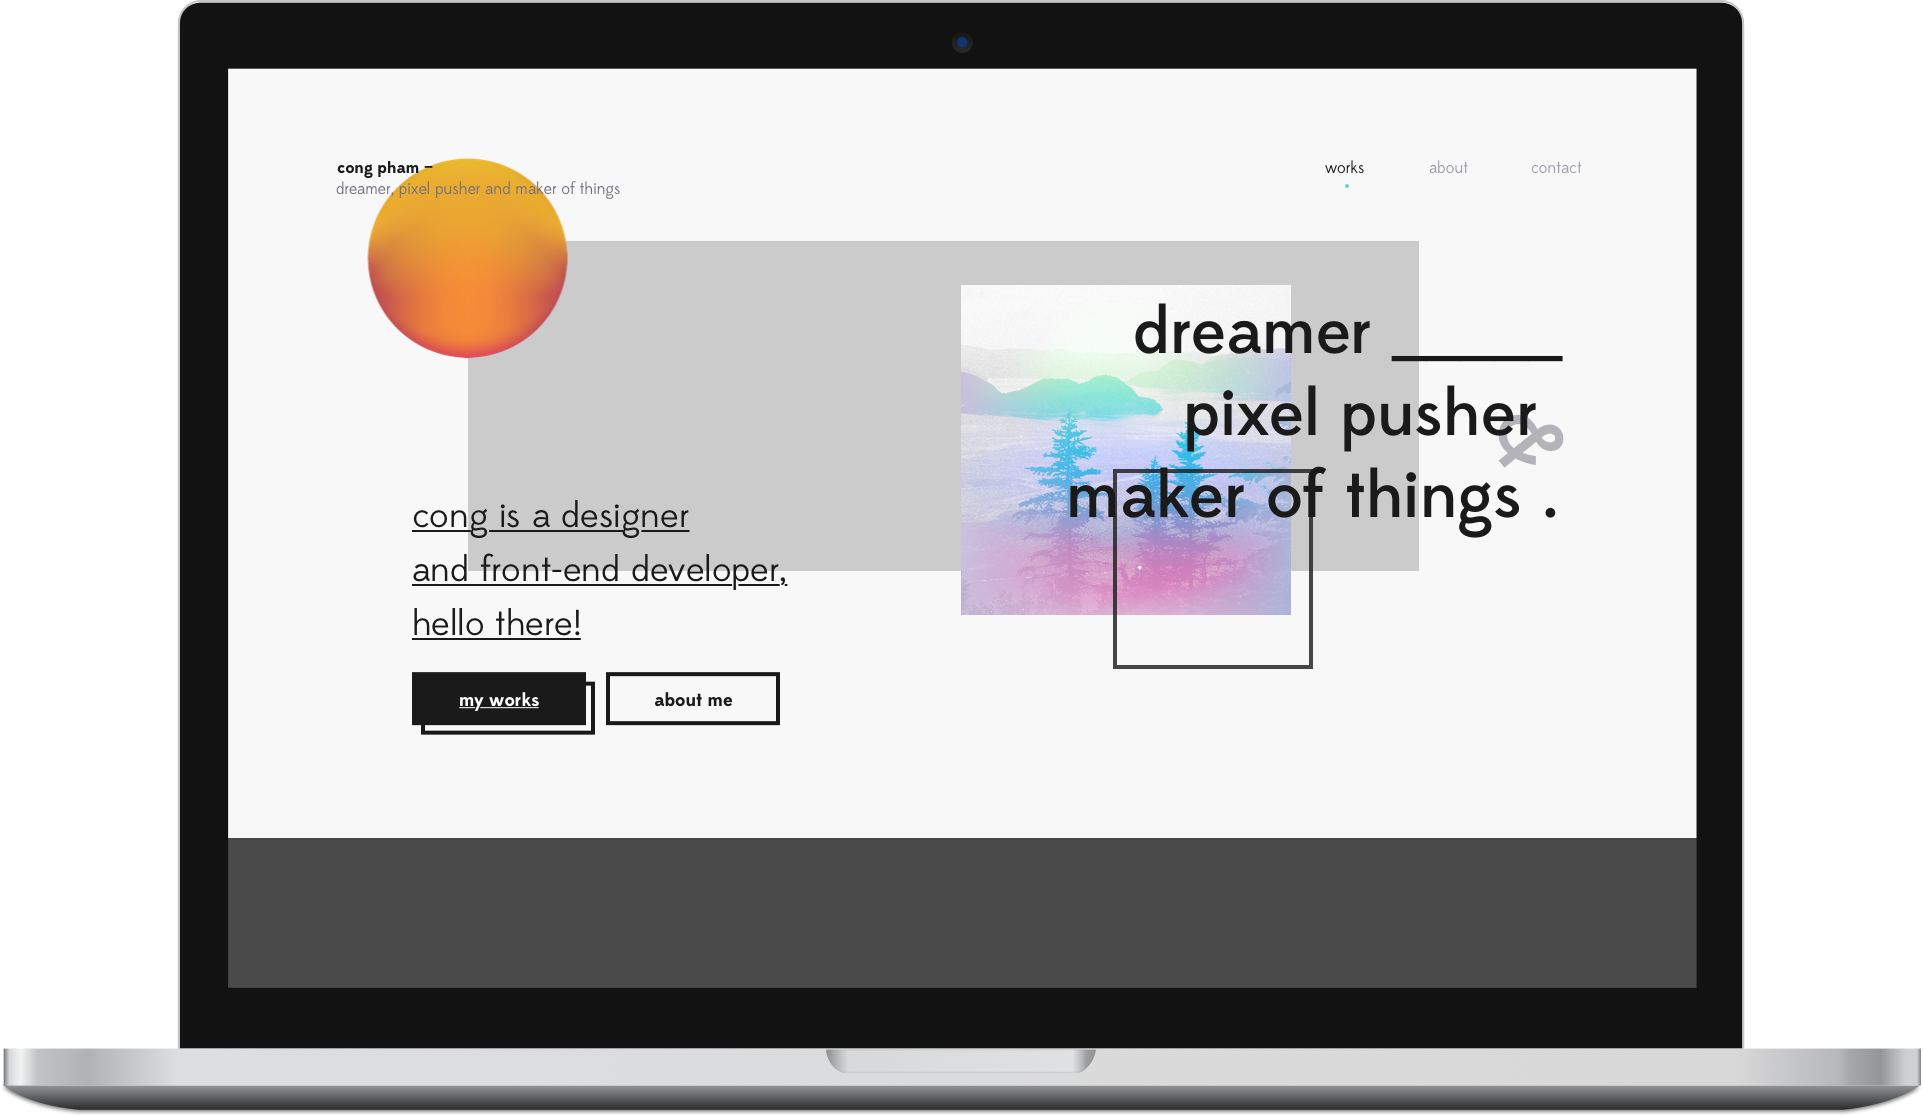 cong pham –
dreamer, pixel pusher and maker of things
works about contact
dreamer ______
pixel pusher &
maker of things .
cong is a designer
and front-end developer,
hello there!
my works
about me